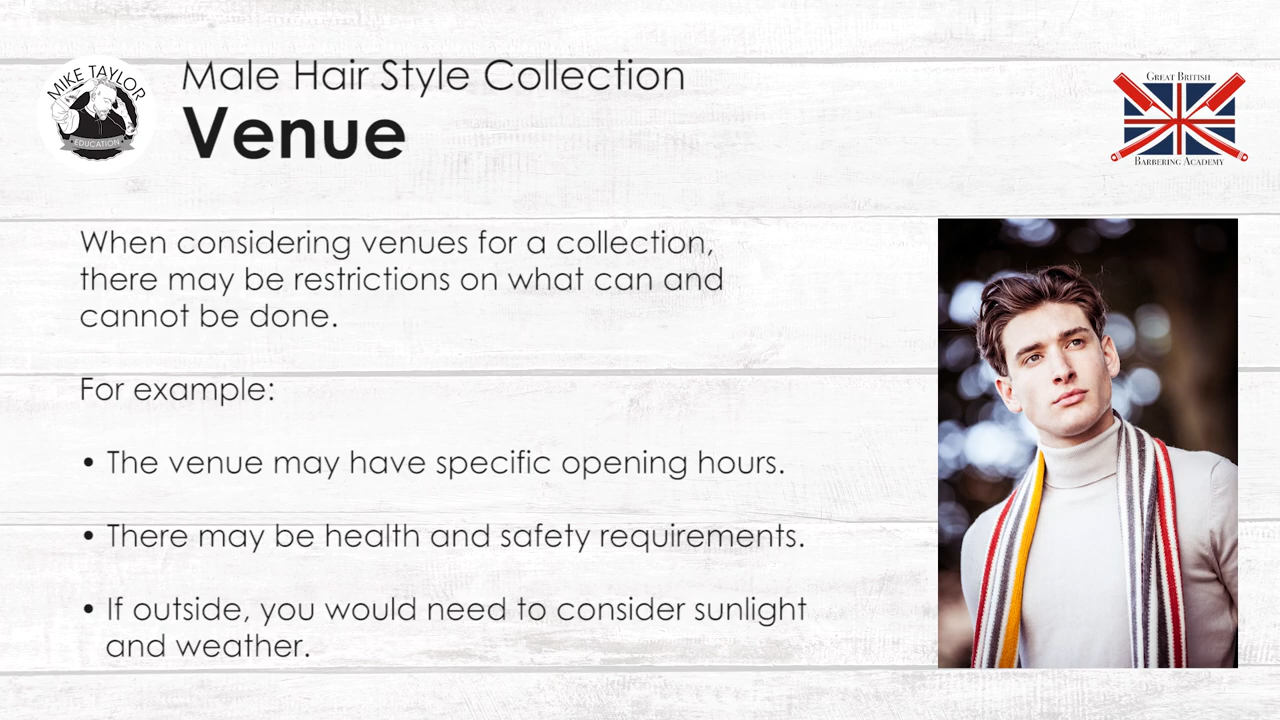 MIKE TAYLOR
EDUCATION
Male Hair Style Collection
Venue
GREAT BRITISH
BARBERING ACADEMY
When considering venues for a collection,
there may be restrictions on what can and
cannot be done.
For example:
• The venue may have specific opening hours.
• There may be health and safety requirements.
• If outside, you would need to consider sunlight
and weather.